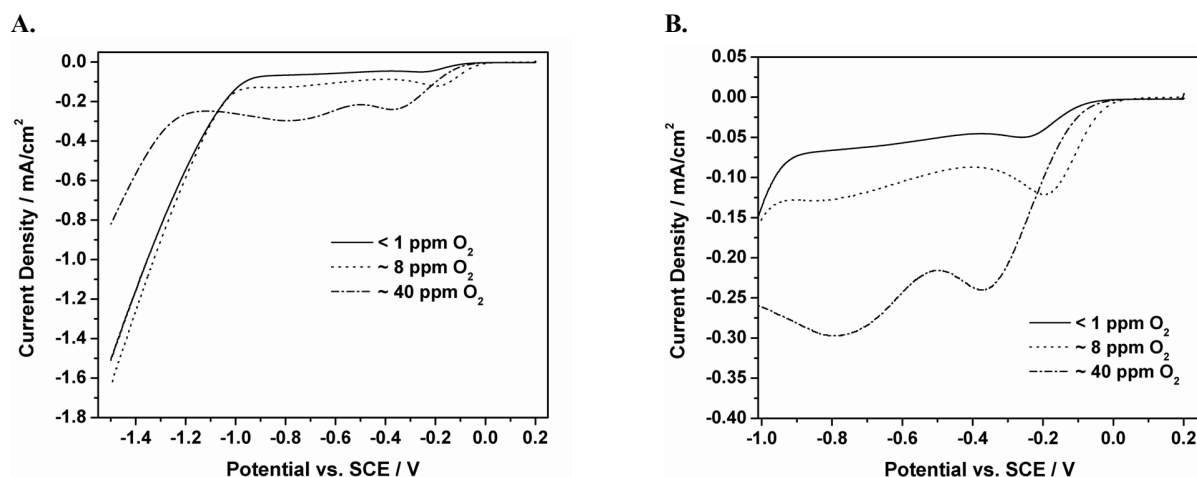 A.
0.0
-0.2
-0.4
-0.6
-0.8
-1.0
-1.2
-1.4
-1.6
-1.8
Current Density / mA/cm²
< 1 ppm O₂
~ 8 ppm O₂
~ 40 ppm O₂
-1.4 -1.2 -1.0 -0.8 -0.6 -0.4 -0.2 0.0 0.2
Potential vs. SCE / V
B.
0.05
0.00
-0.05
-0.10
-0.15
-0.20
-0.25
-0.30
-0.35
-0.40
Current Density / mA/cm²
< 1 ppm O₂
~ 8 ppm O₂
~ 40 ppm O₂
-1.0 -0.8 -0.6 -0.4 -0.2 0.0 0.2
Potential vs. SCE / V